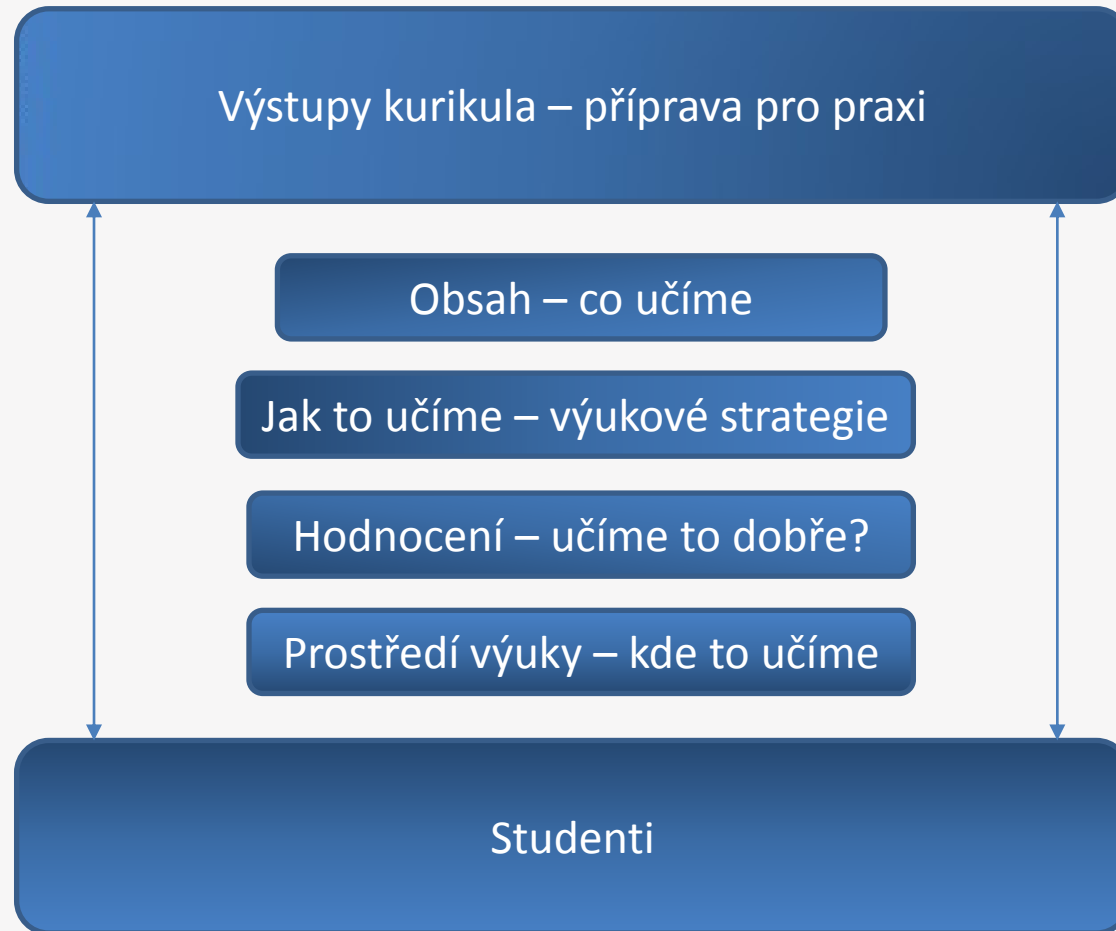 Výstupy kurikula – příprava pro praxi
Obsah – co učíme
Jak to učíme – výukové strategie
Hodnocení – učíme to dobře?
Prostředí výuky – kde to učíme
Studenti